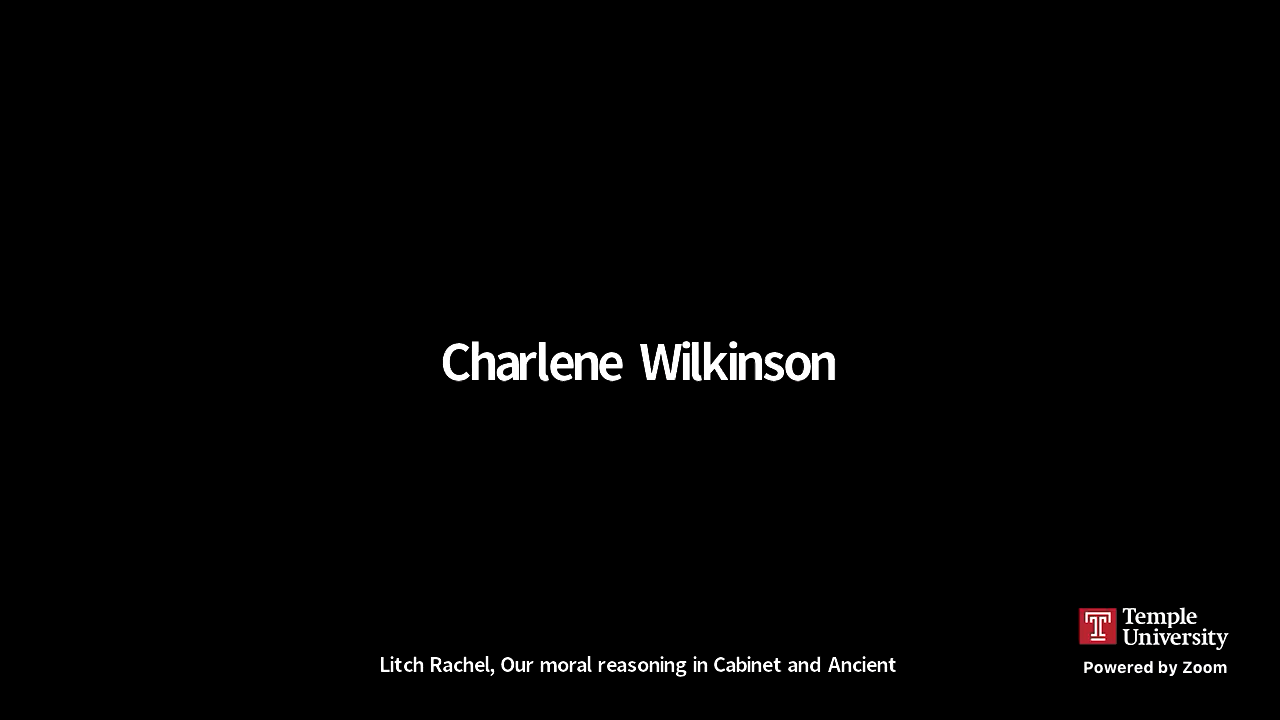 Charlene Wilkinson
Temple
University
Litch Rachel, Our moral reasoning in Cabinet and Ancient
Powered by Zoom